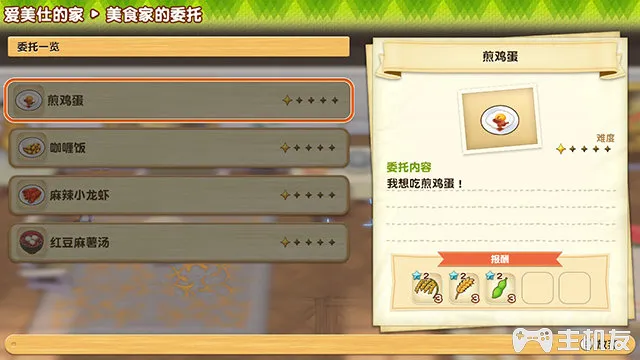 爱美仕的家 ▶ 美食家的委托
委托一览
煎鸡蛋
咖喱饭
麻辣小龙虾
红豆麻薯汤
煎鸡蛋
难度
委托内容
我想吃煎鸡蛋！
报酬
2 2 2
3 3 3
主机友